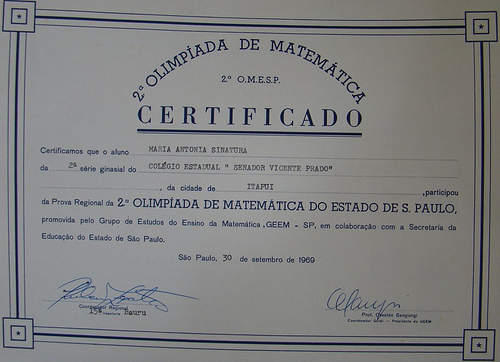 2ª OLIMPÍADA DE MATEMÁTICA
2ª O.M.E.S.P.
CERTIFICADO
Certificamos que o aluno MARIA ANTONIA SINATURA
da 2ª série ginasial do COLÉGIO ESTADUAL " SENADOR VICENTE PRADO"
, da cidade de ITAPUI ,participou
da Prova Regional da 2ª OLIMPÍADA DE MATEMÁTICA DO ESTADO DE S. PAULO,
promovida pelo Grupo de Estudos do Ensino da Matemática ,GEEM - SP, em colaboração com a Secretaria da
Educação do Estado de São Paulo.
São Paulo, 30 de setembro de 1969
Coordenador Regional
15ª Bauru
Prof. Osvaldo Sangiorgi
Coordenador Geral - Presidente do GEEM